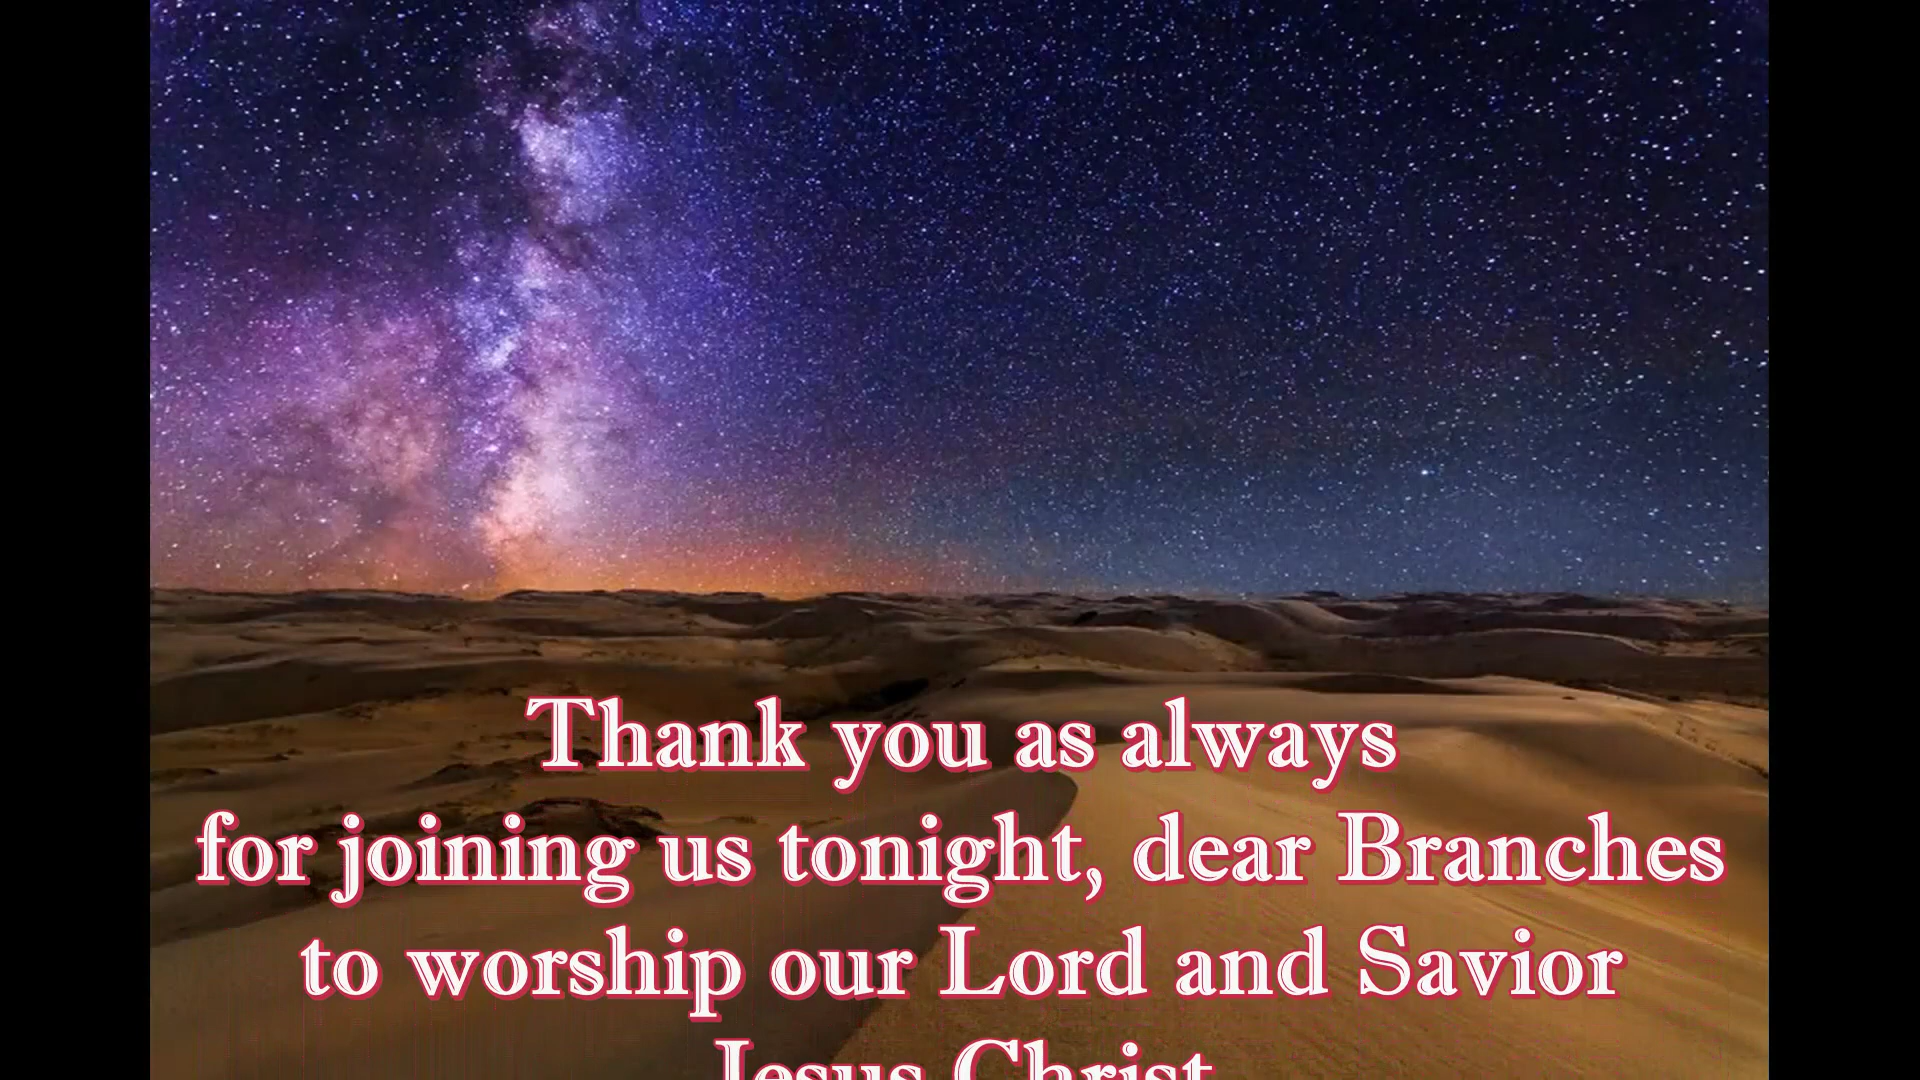 Thank you as always
for joining us tonight, dear Branches
to worship our Lord and Savior
Jesus Christ